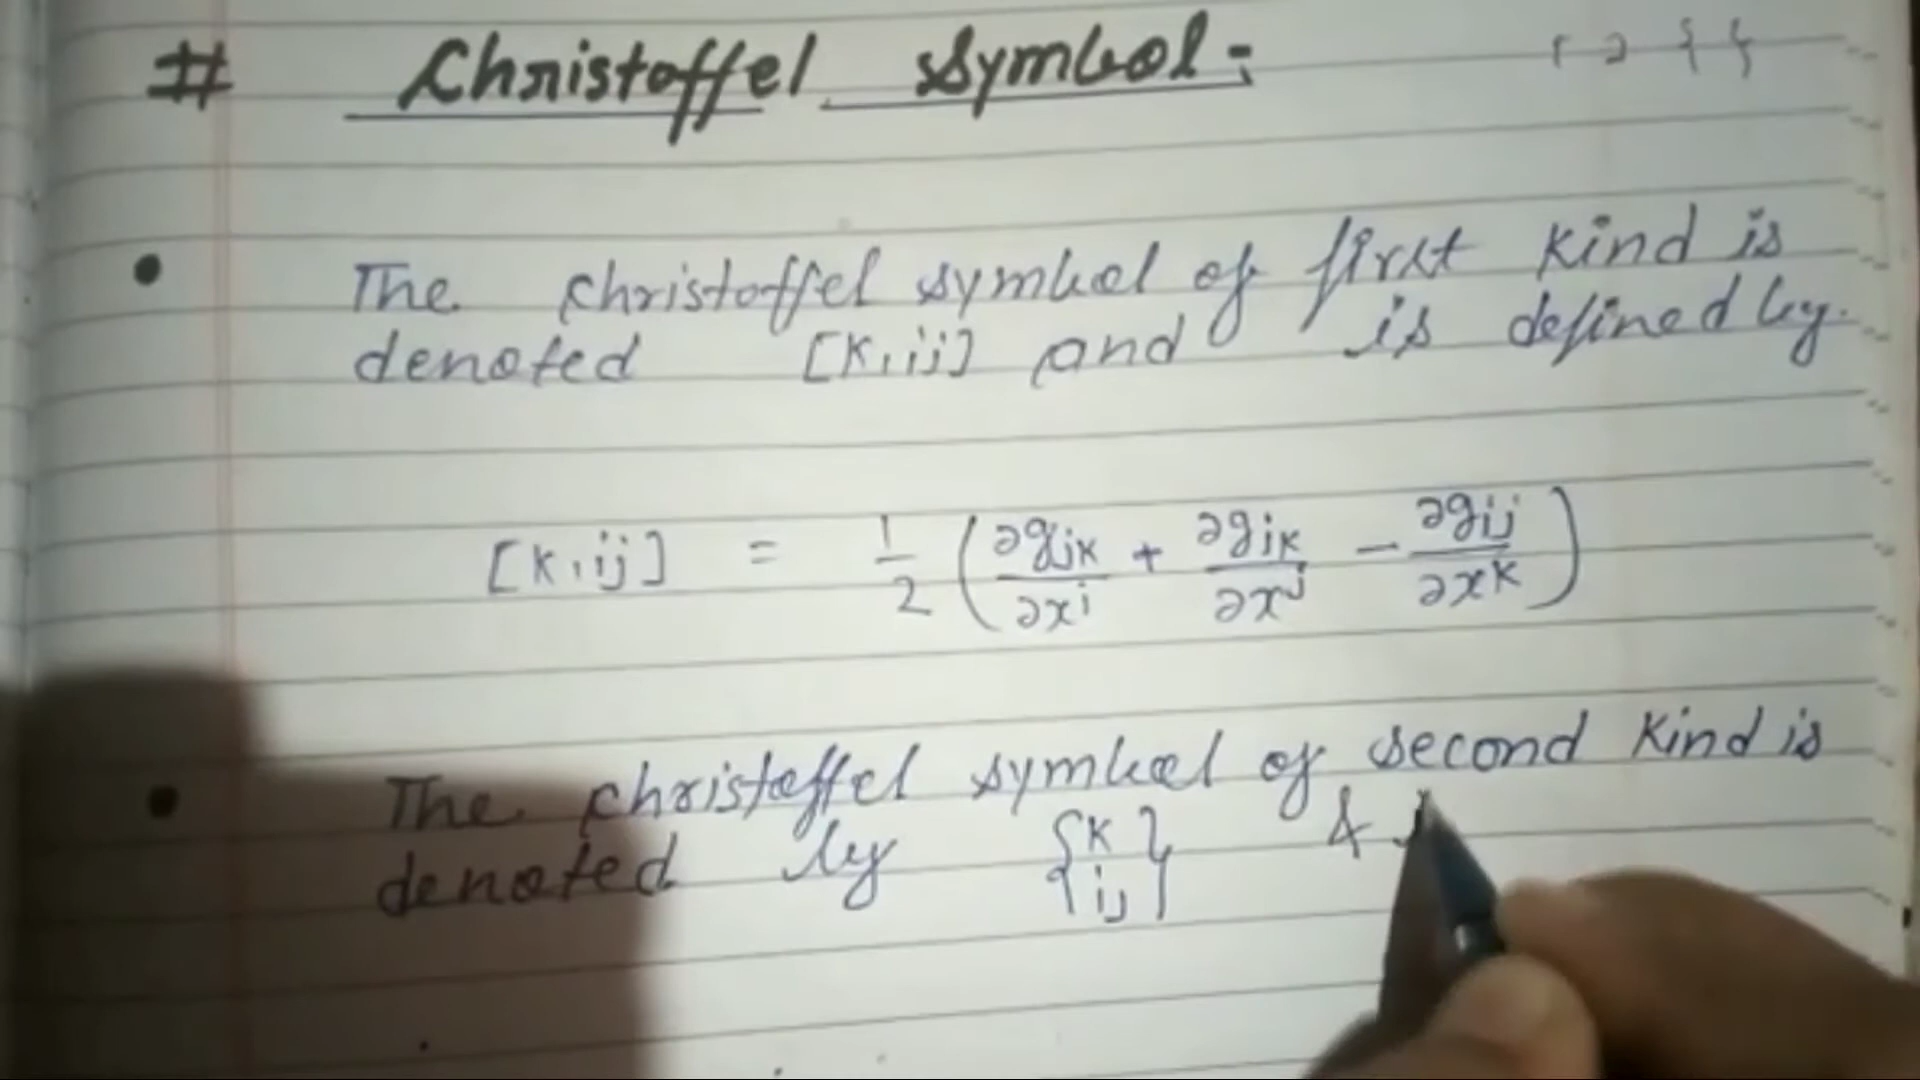 # Christoffel Symbol:
[ ] { }
• The Christoffel symbol of first kind is
denoted [K, ij] and is defined by.
[K, ij] = 1/2 (∂gjk/∂xi + ∂gik/∂xj - ∂gij/∂xk)
• The Christoffel symbol of second kind is
denoted by {K ij} &